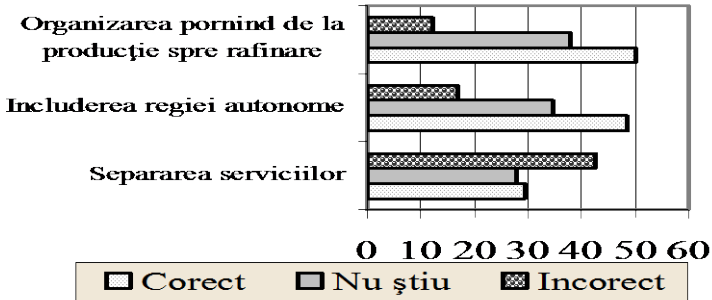 Organizarea pornind de la
producţie spre rafinare
Includerea regiei autonome
Separarea serviciilor
0 10 20 30 40 50 60
Corect Nu ştiu Incorect